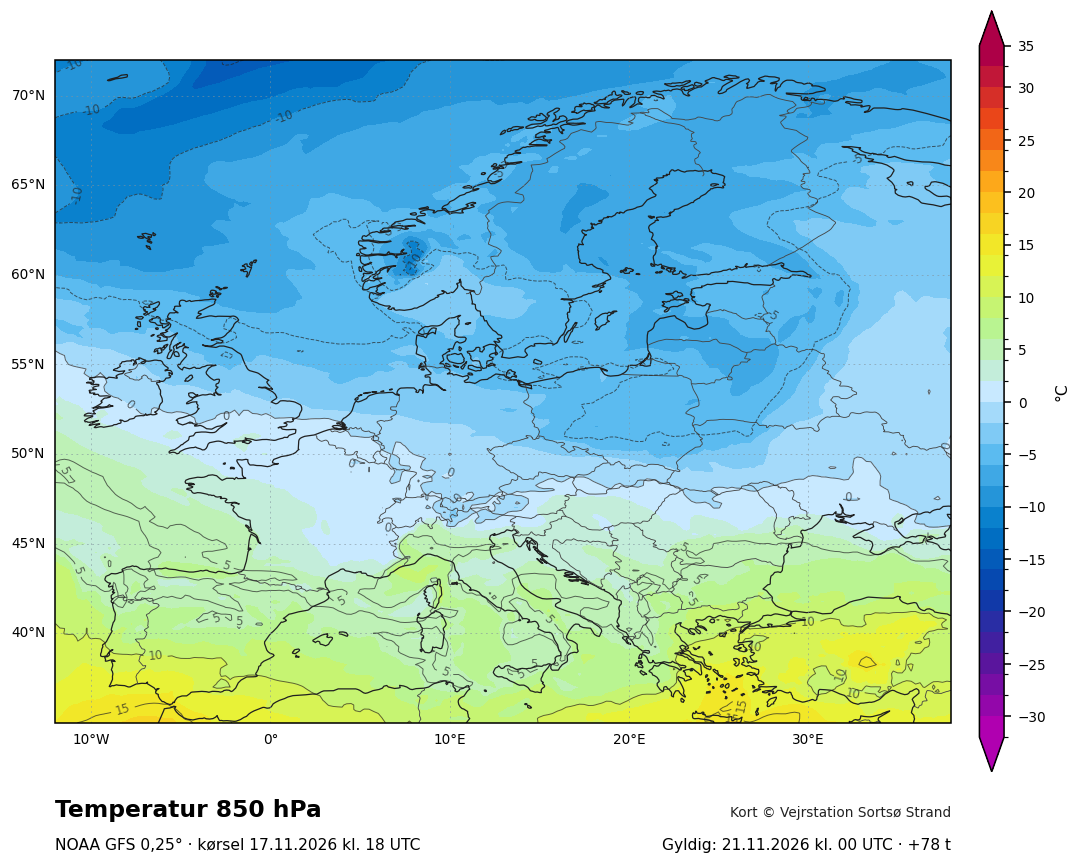 70°N
65°N
60°N
55°N
50°N
45°N
40°N
10°W
0°
10°E
20°E
30°E
35
30
25
20
15
10
5
0
−5
−10
−15
−20
−25
−30
°C
Temperatur 850 hPa
Kort © Vejrstation Sortsø Strand
NOAA GFS 0,25° · kørsel 17.11.2026 kl. 18 UTC
Gyldig: 21.11.2026 kl. 00 UTC · +78 t